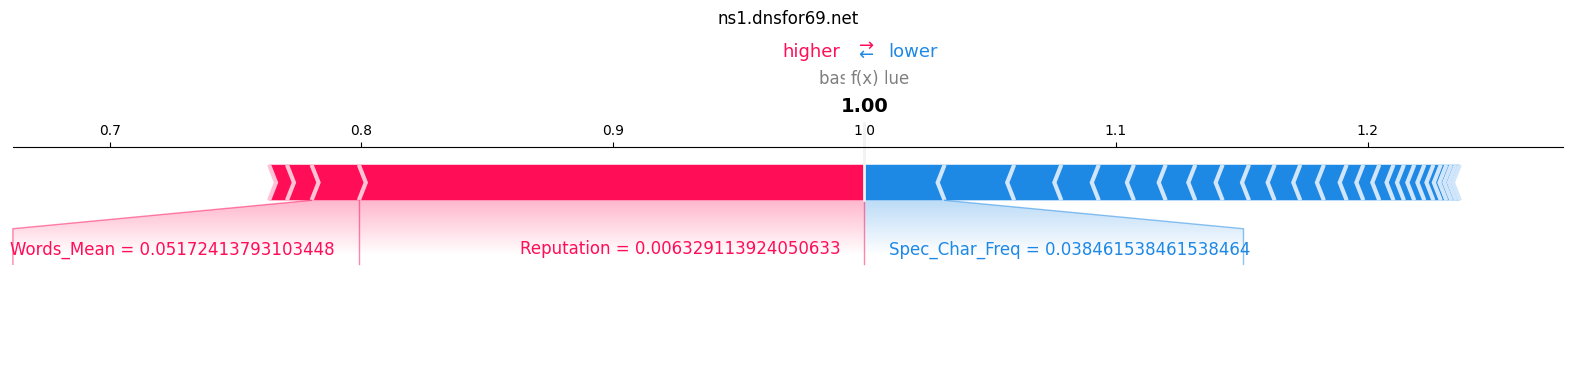 ns1.dnsfor69.net
higher → lower
←
f(x)
1.00
0.7 0.8 0.9 1.0 1.1 1.2
Words_Mean = 0.05172413793103448 Reputation = 0.006329113924050633 Spec_Char_Freq = 0.038461538461538464